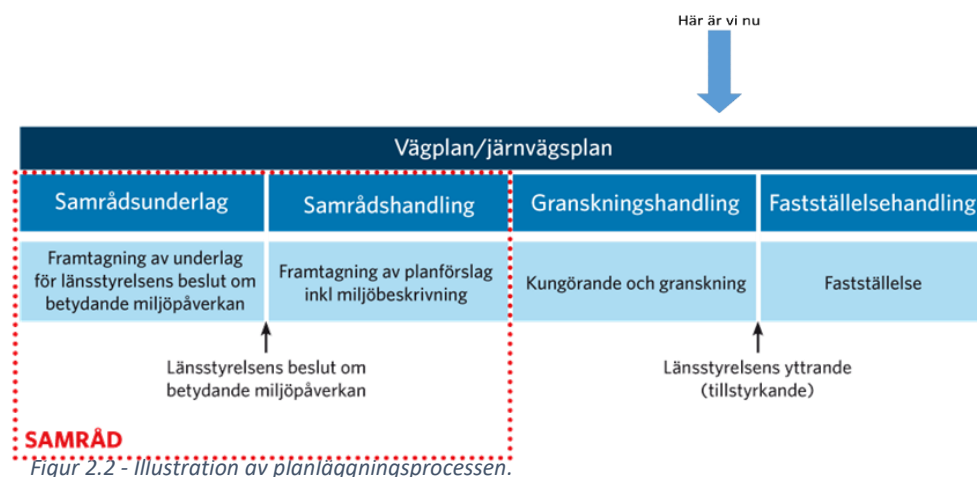 Här är vi nu
Vägplan/järnvägsplan
Samrådsunderlag
Samrådshandling
Granskningshandling
Fastställelsehandling
Framtagning av underlag
för länsstyrelsens beslut om
betydande miljöpåverkan
Framtagning av planförslag
inkl miljöbeskrivning
Kungörande och granskning
Fastställelse
Länsstyrelsens beslut om
betydande miljöpåverkan
Länsstyrelsens yttrande
(tillstyrkande)
SAMRÅD
Figur 2.2 - Illustration av planläggningsprocessen.